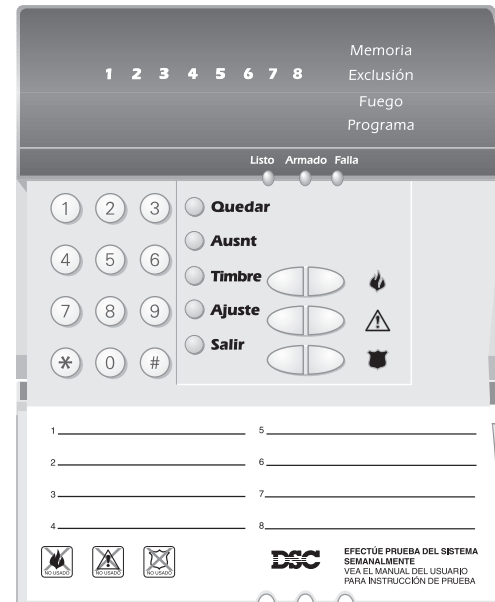 Memoria
1 2 3 4 5 6 7 8 Exclusión
Fuego
Programa
Listo Armado Falla
1 2 3
4 5 6
7 8 9
* 0 #
Quedar
Ausnt
Timbre
Ajuste
Salir
1
2
3
4
5
6
7
8
NO USADO
NO USADO
NO USADO
DSC
EFECTÚE PRUEBA DEL SISTEMA
SEMANALMENTE
VEA EL MANUAL DEL USUARIO
PARA INSTRUCCIÓN DE PRUEBA